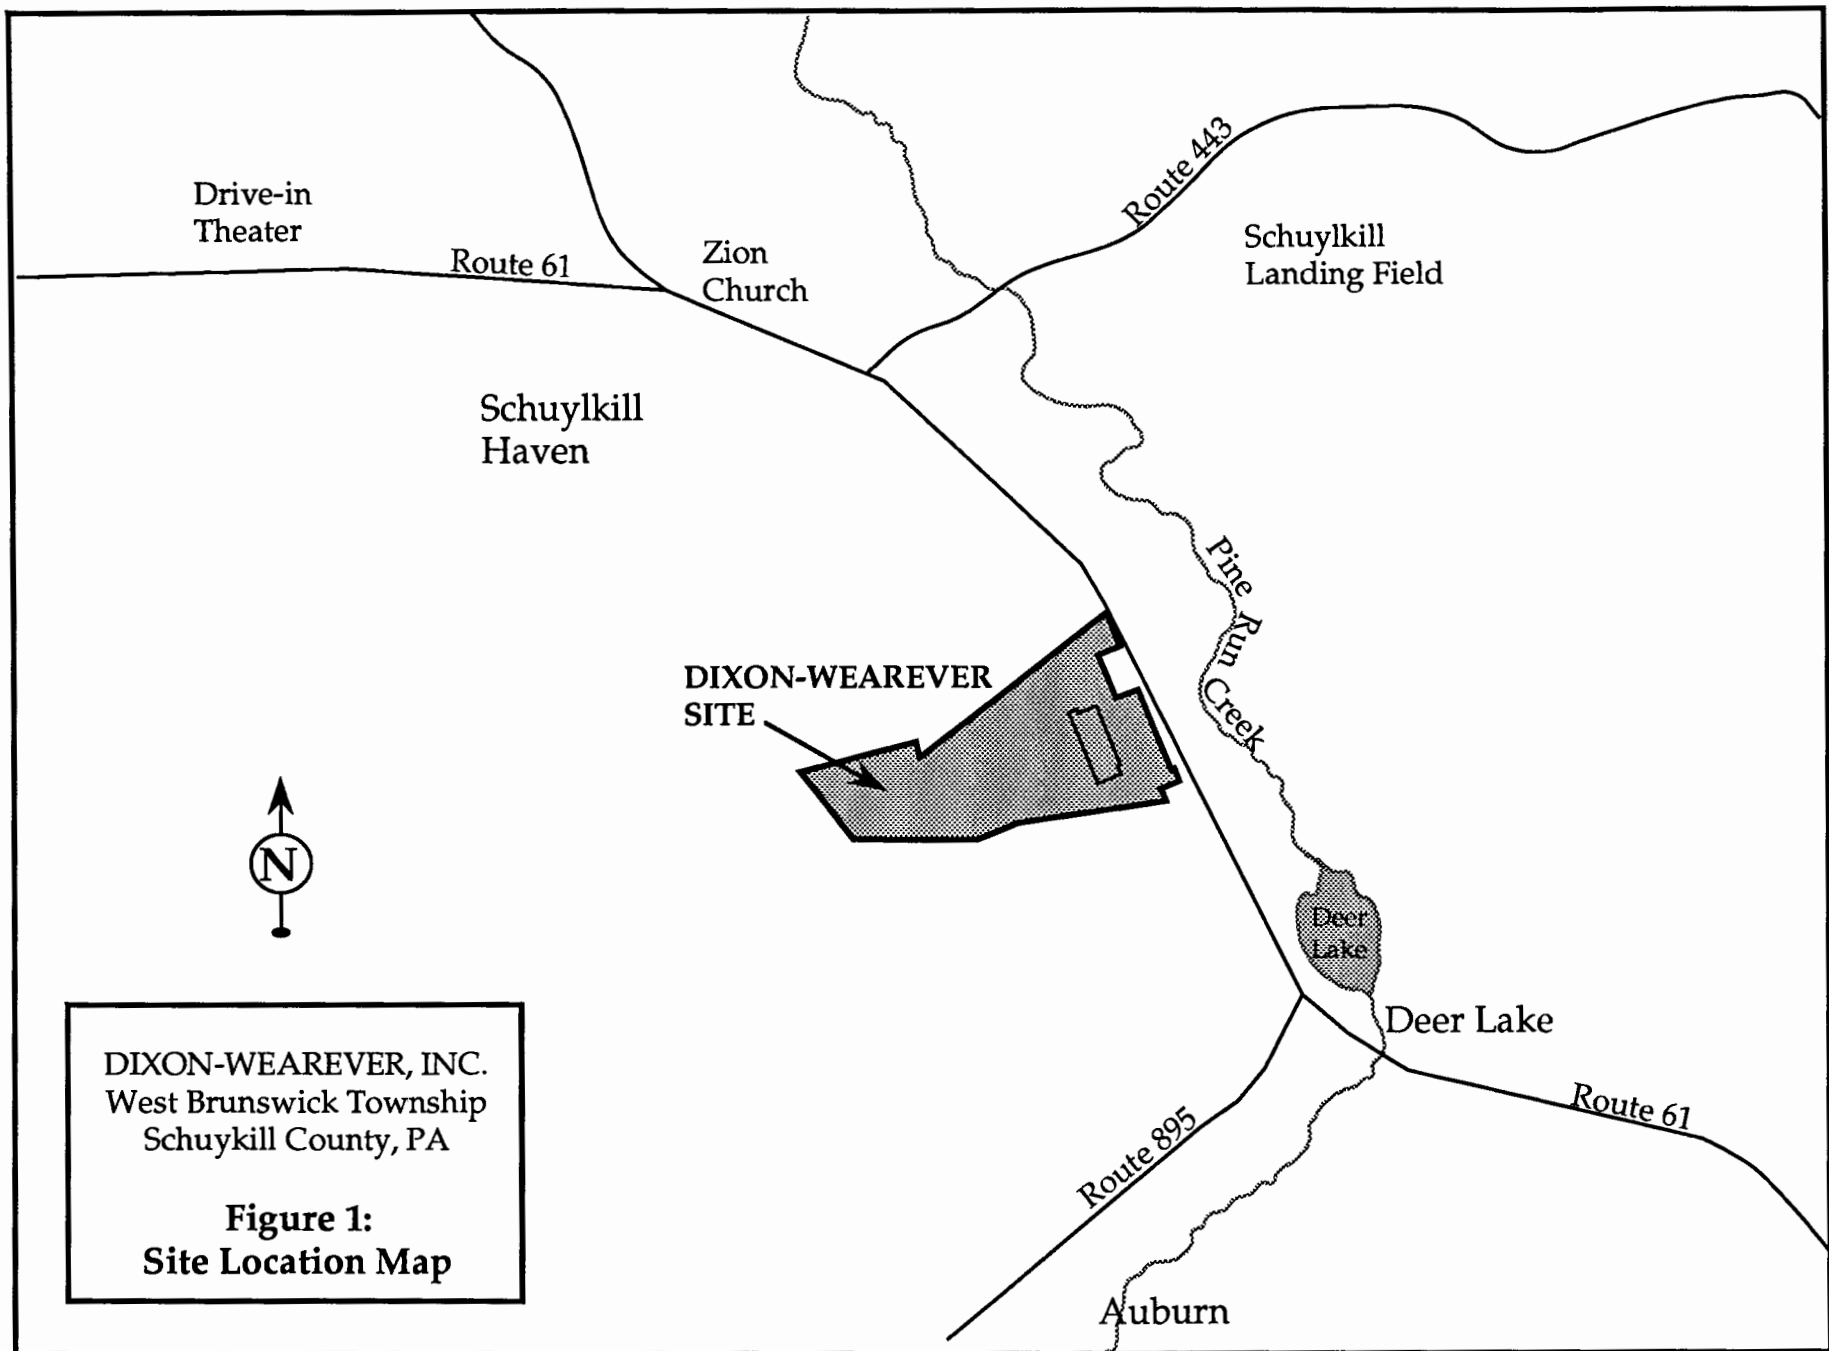 Drive-in
Theater
Route 61
Zion
Church
Route 443
Schuylkill
Landing Field
Schuylkill
Haven
Pine Run Creek
DIXON-WEAREVER
SITE
N
Deer
Lake
Deer Lake
Route 61
Route 895
Auburn
DIXON-WEAREVER, INC.
West Brunswick Township
Schuykill County, PA
Figure 1:
Site Location Map